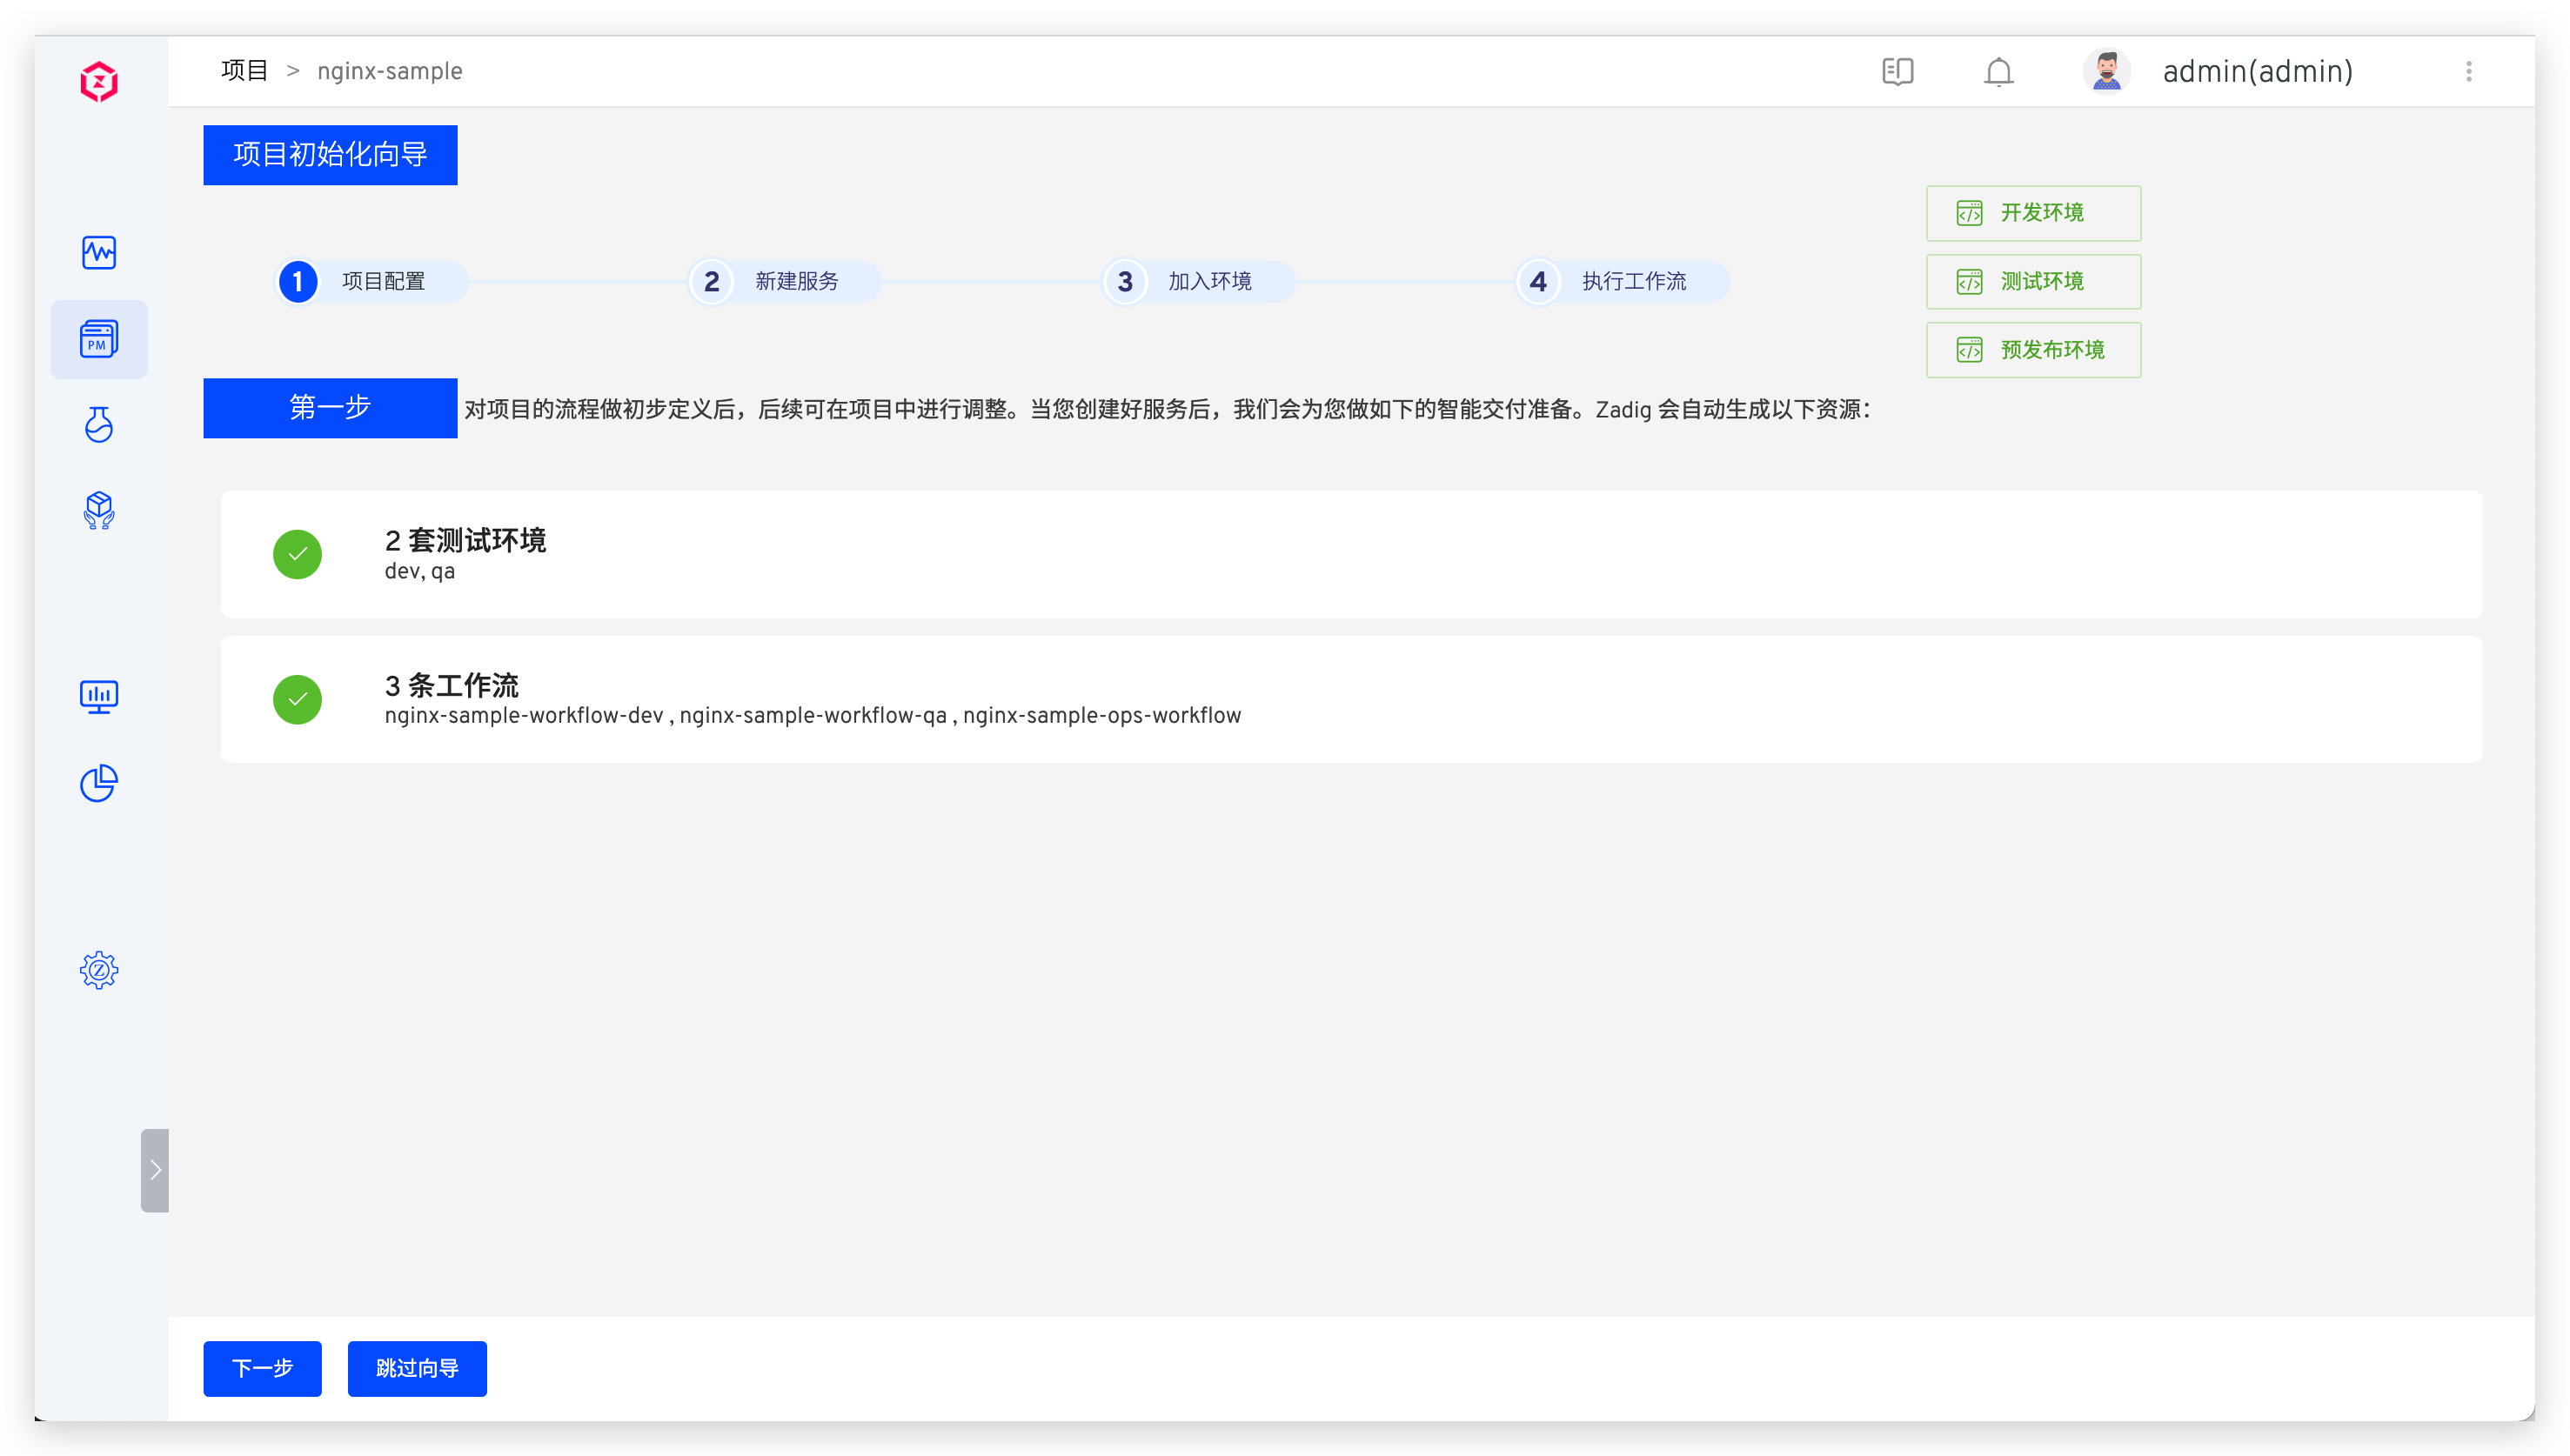 项目 > nginx-sample
admin(admin)
项目初始化向导
1 项目配置
2 新建服务
3 加入环境
4 执行工作流
</> 开发环境
</> 测试环境
</> 预发布环境
PM
第一步 对项目的流程做初步定义后，后续可在项目中进行调整。当您创建好服务后，我们会为您做如下的智能交付准备。Zadig 会自动生成以下资源：
2 套测试环境
dev, qa
3 条工作流
nginx-sample-workflow-dev , nginx-sample-workflow-qa , nginx-sample-ops-workflow
Z
下一步
跳过向导